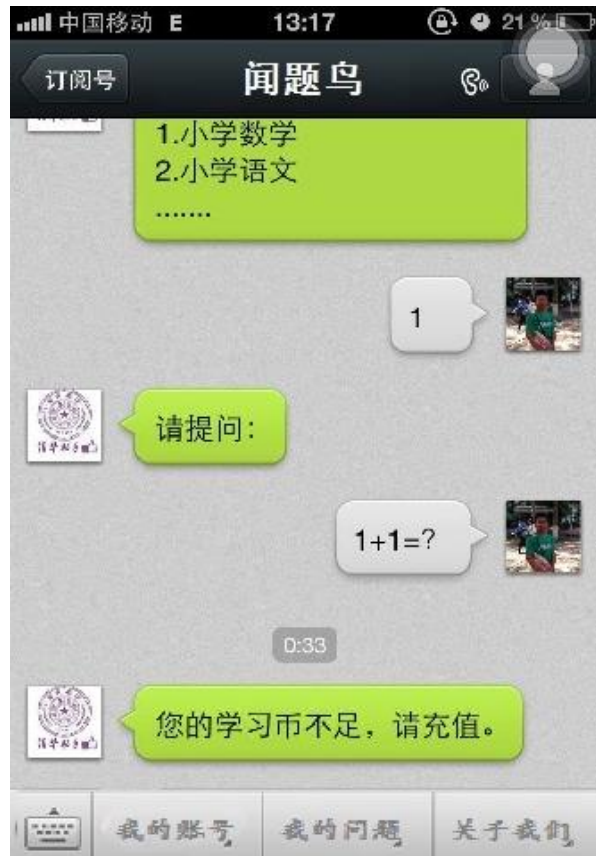 中国移动 E 13:17 21%
订阅号 闻题鸟
1.小学数学
2.小学语文
.......
1
请提问：
1+1=?
0:33
您的学习币不足，请充值。
我的账号 我的问题 关于我们